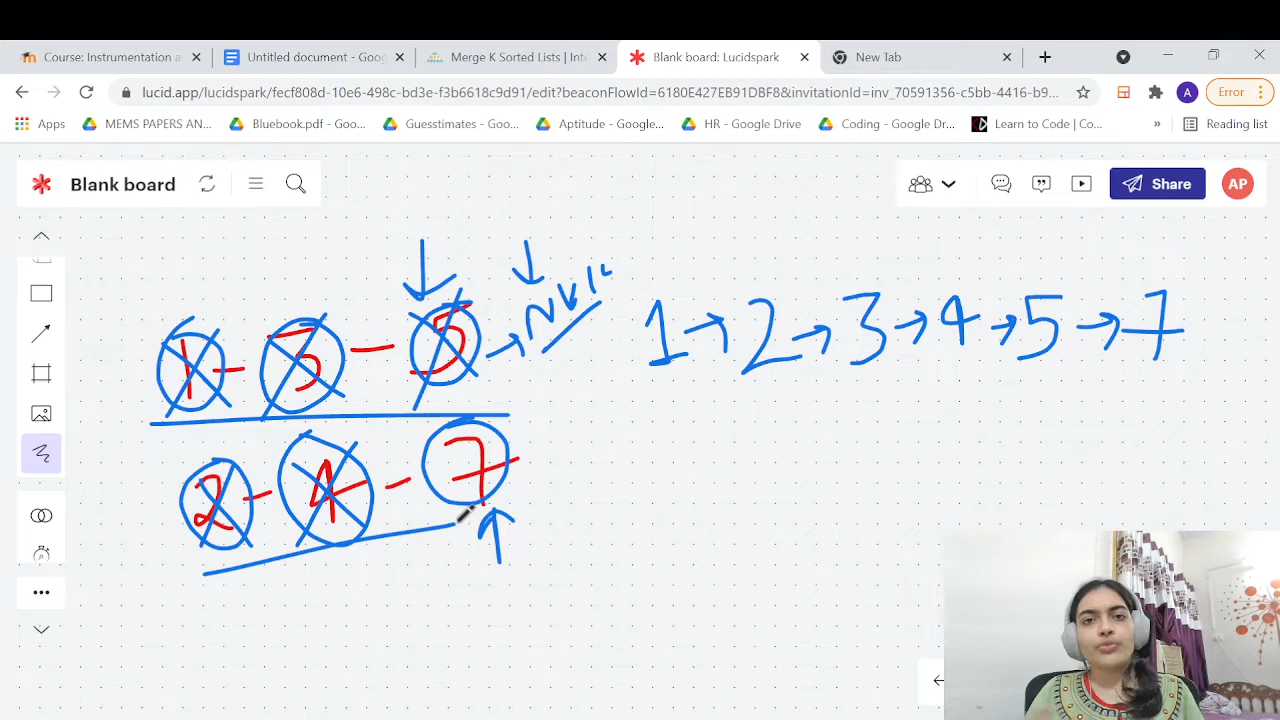 Course: Instrumentation a
Untitled document - Goog
Merge K Sorted Lists | Inte
Blank board: Lucidspark
New Tab
lucid.app/lucidspark/fecf808d-10e6-498c-bd3e-f3b6618c9d91/edit?beaconFlowId=6180E427EB91DBF8&invitationId=inv_70591356-c5bb-4416-b9...
A
Error
Apps
MEMS PAPERS AN...
Bluebook.pdf - Goo...
Guesstimates - Goo...
Aptitude - Google...
HR - Google Drive
Coding - Google Dr...
Learn to Code | Co...
»
Reading list
Blank board
Share
AP
1 - 3 - 5 → Null
1 → 2 → 3 → 4 → 5 → 7
2 - 4 - 7